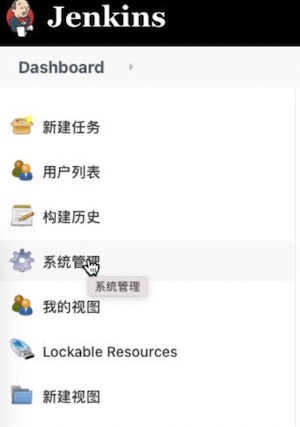 Jenkins
Dashboard
新建任务
用户列表
构建历史
系统管理
系统管理
我的视图
Lockable Resources
新建视图